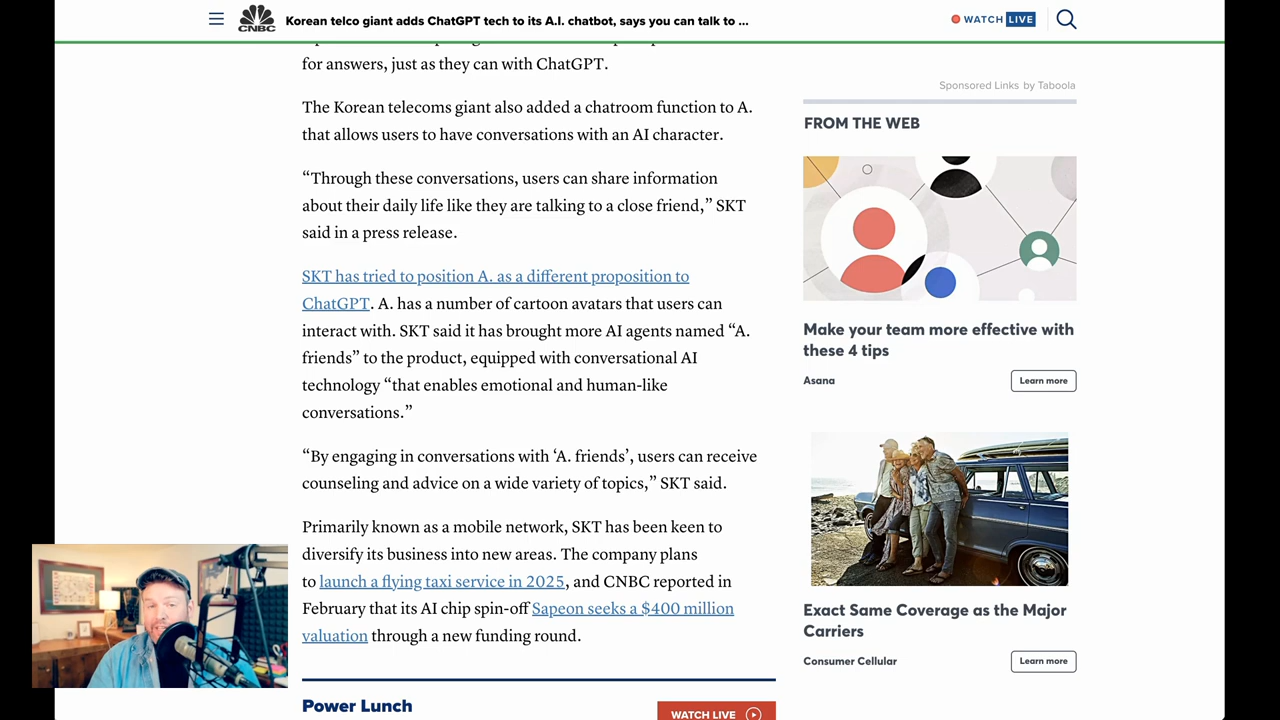 CNBC
Korean telco giant adds ChatGPT tech to its A.I. chatbot, says you can talk to ...
WATCH LIVE
for answers, just as they can with ChatGPT.
The Korean telecoms giant also added a chatroom function to A.
that allows users to have conversations with an AI character.
“Through these conversations, users can share information
about their daily life like they are talking to a close friend,” SKT
said in a press release.
SKT has tried to position A. as a different proposition to
ChatGPT. A. has a number of cartoon avatars that users can
interact with. SKT said it has brought more AI agents named “A.
friends” to the product, equipped with conversational AI
technology “that enables emotional and human-like
conversations.”
“By engaging in conversations with ‘A. friends’, users can receive
counseling and advice on a wide variety of topics,” SKT said.
Primarily known as a mobile network, SKT has been keen to
diversify its business into new areas. The company plans
to launch a flying taxi service in 2025, and CNBC reported in
February that its AI chip spin-off Sapeon seeks a $400 million
valuation through a new funding round.
Power Lunch
WATCH LIVE
Sponsored Links by Taboola
FROM THE WEB
Make your team more effective with
these 4 tips
Asana
Learn more
Exact Same Coverage as the Major
Carriers
Consumer Cellular
Learn more